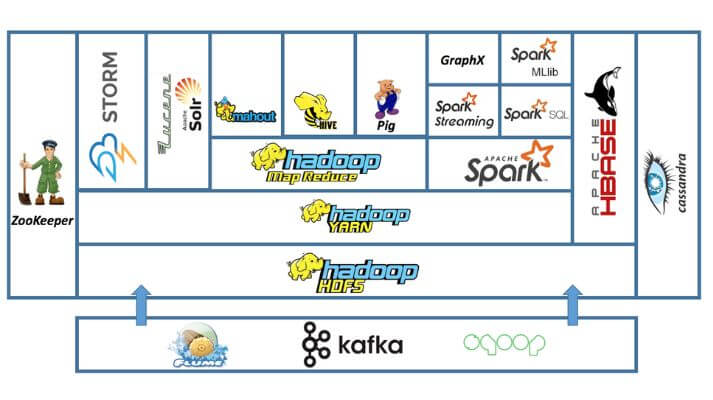 ZooKeeper
STORM
Lucene
Apache
Solr
mahout
HIVE
Pig
GraphX
Spark
MLlib
Spark
Streaming
Spark SQL
hadoop
Map Reduce
APACHE
Spark
APACHE
HBASE
cassandra
hadoop
YARN
hadoop
HDFS
FLUME
kafka
sqoop